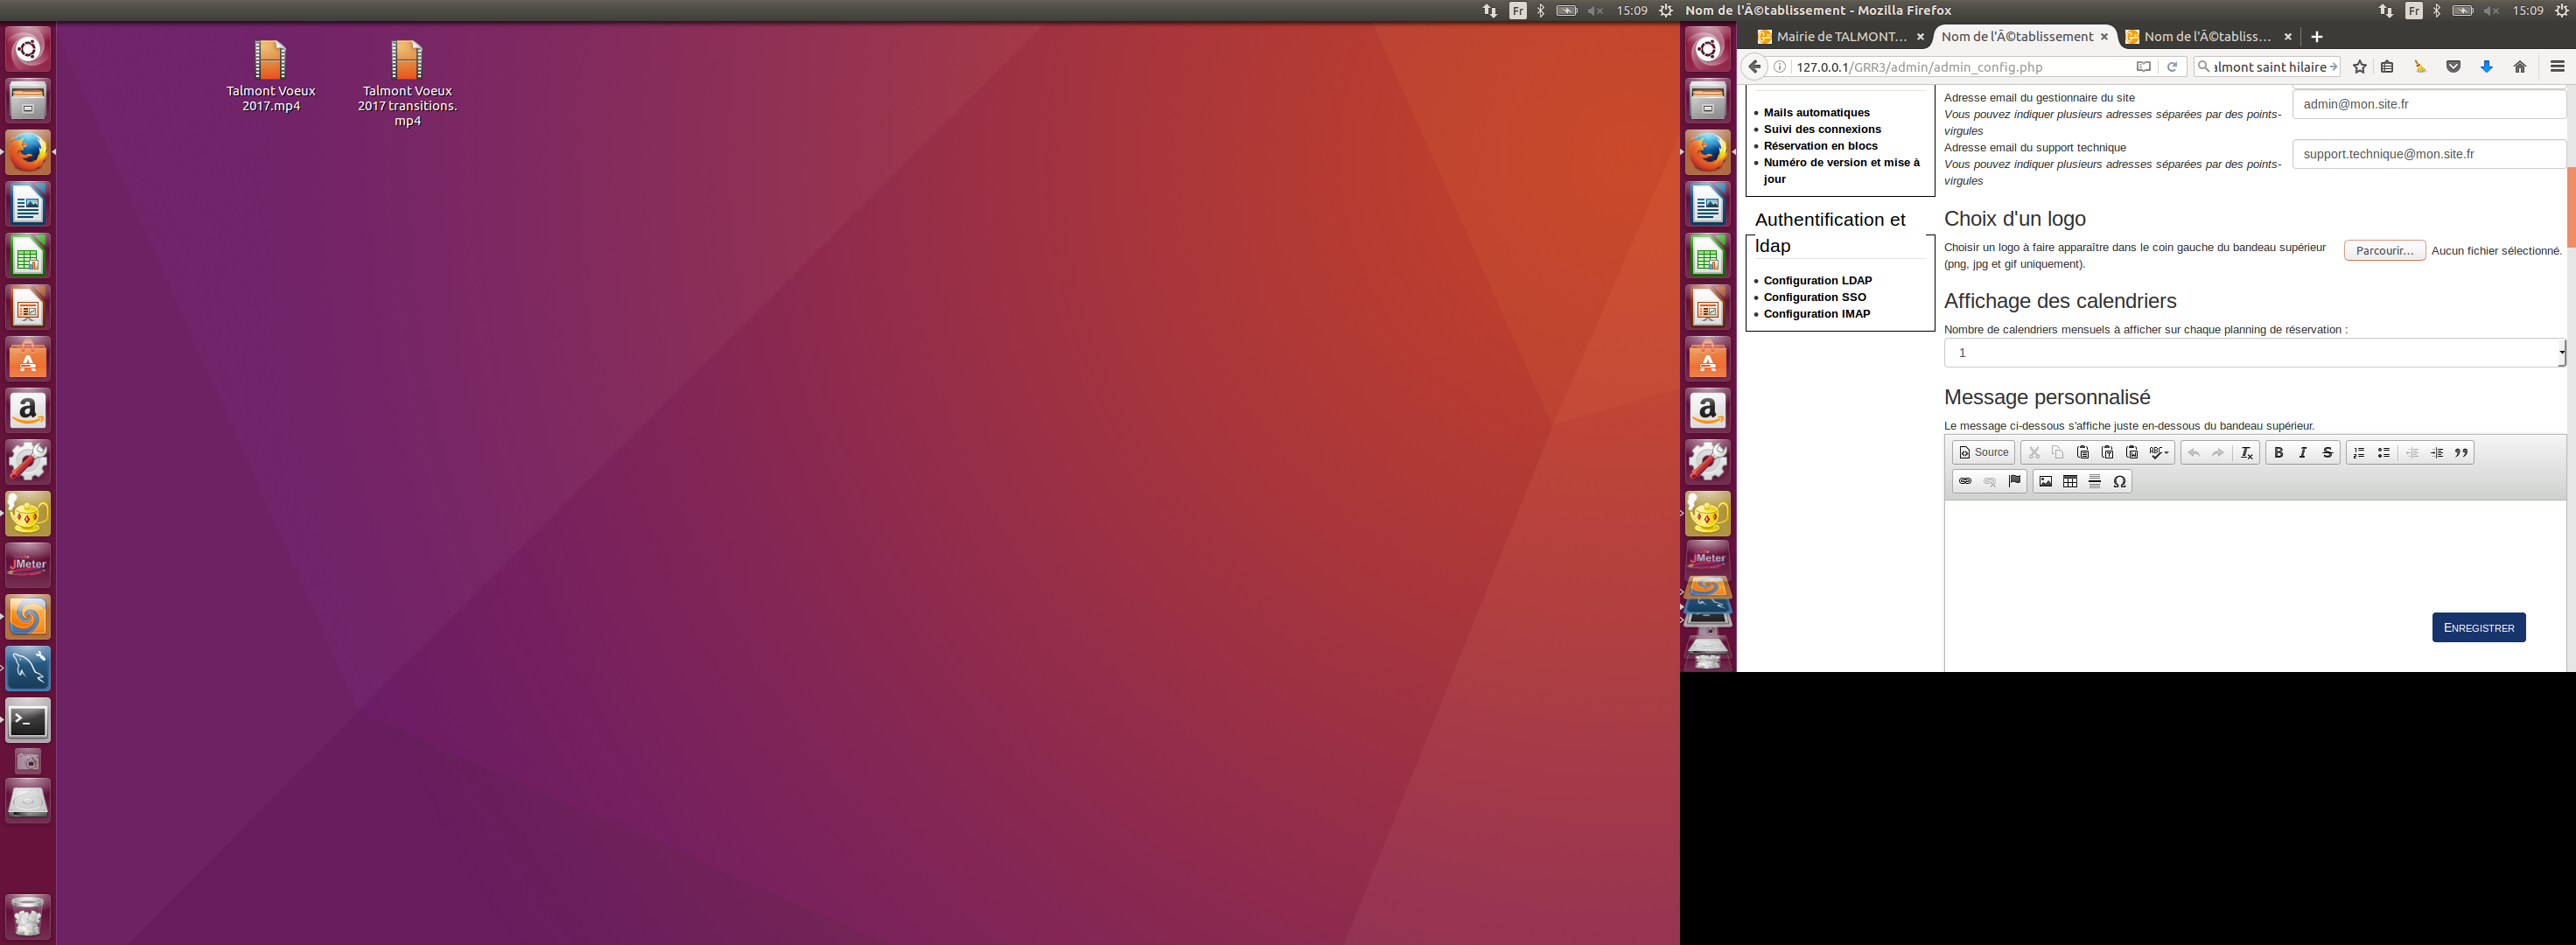 Fr
15:09
Talmont Voeux
2017.mp4
Talmont Voeux
2017 transitions.
mp4
JMeter
Nom de l'Ã©tablissement - Mozilla Firefox
Fr
15:09
Mairie de TALMONT...
Nom de l'Ã©tablissement
Nom de l'Ã©tabliss...
127.0.0.1/GRR3/admin/admin_config.php
almont saint hilaire
Mails automatiques
Suivi des connexions
Réservation en blocs
Numéro de version et mise à
jour
Authentification et
ldap
Configuration LDAP
Configuration SSO
Configuration IMAP
JMeter
Adresse email du gestionnaire du site
Vous pouvez indiquer plusieurs adresses séparées par des points-
virgules
admin@mon.site.fr
Adresse email du support technique
Vous pouvez indiquer plusieurs adresses séparées par des points-
virgules
support.technique@mon.site.fr
Choix d'un logo
Choisir un logo à faire apparaître dans le coin gauche du bandeau supérieur
(png, jpg et gif uniquement).
Parcourir... Aucun fichier sélectionné.
Affichage des calendriers
Nombre de calendriers mensuels à afficher sur chaque planning de réservation :
1
Message personnalisé
Le message ci-dessous s'affiche juste en-dessous du bandeau supérieur.
Source
ENREGISTRER